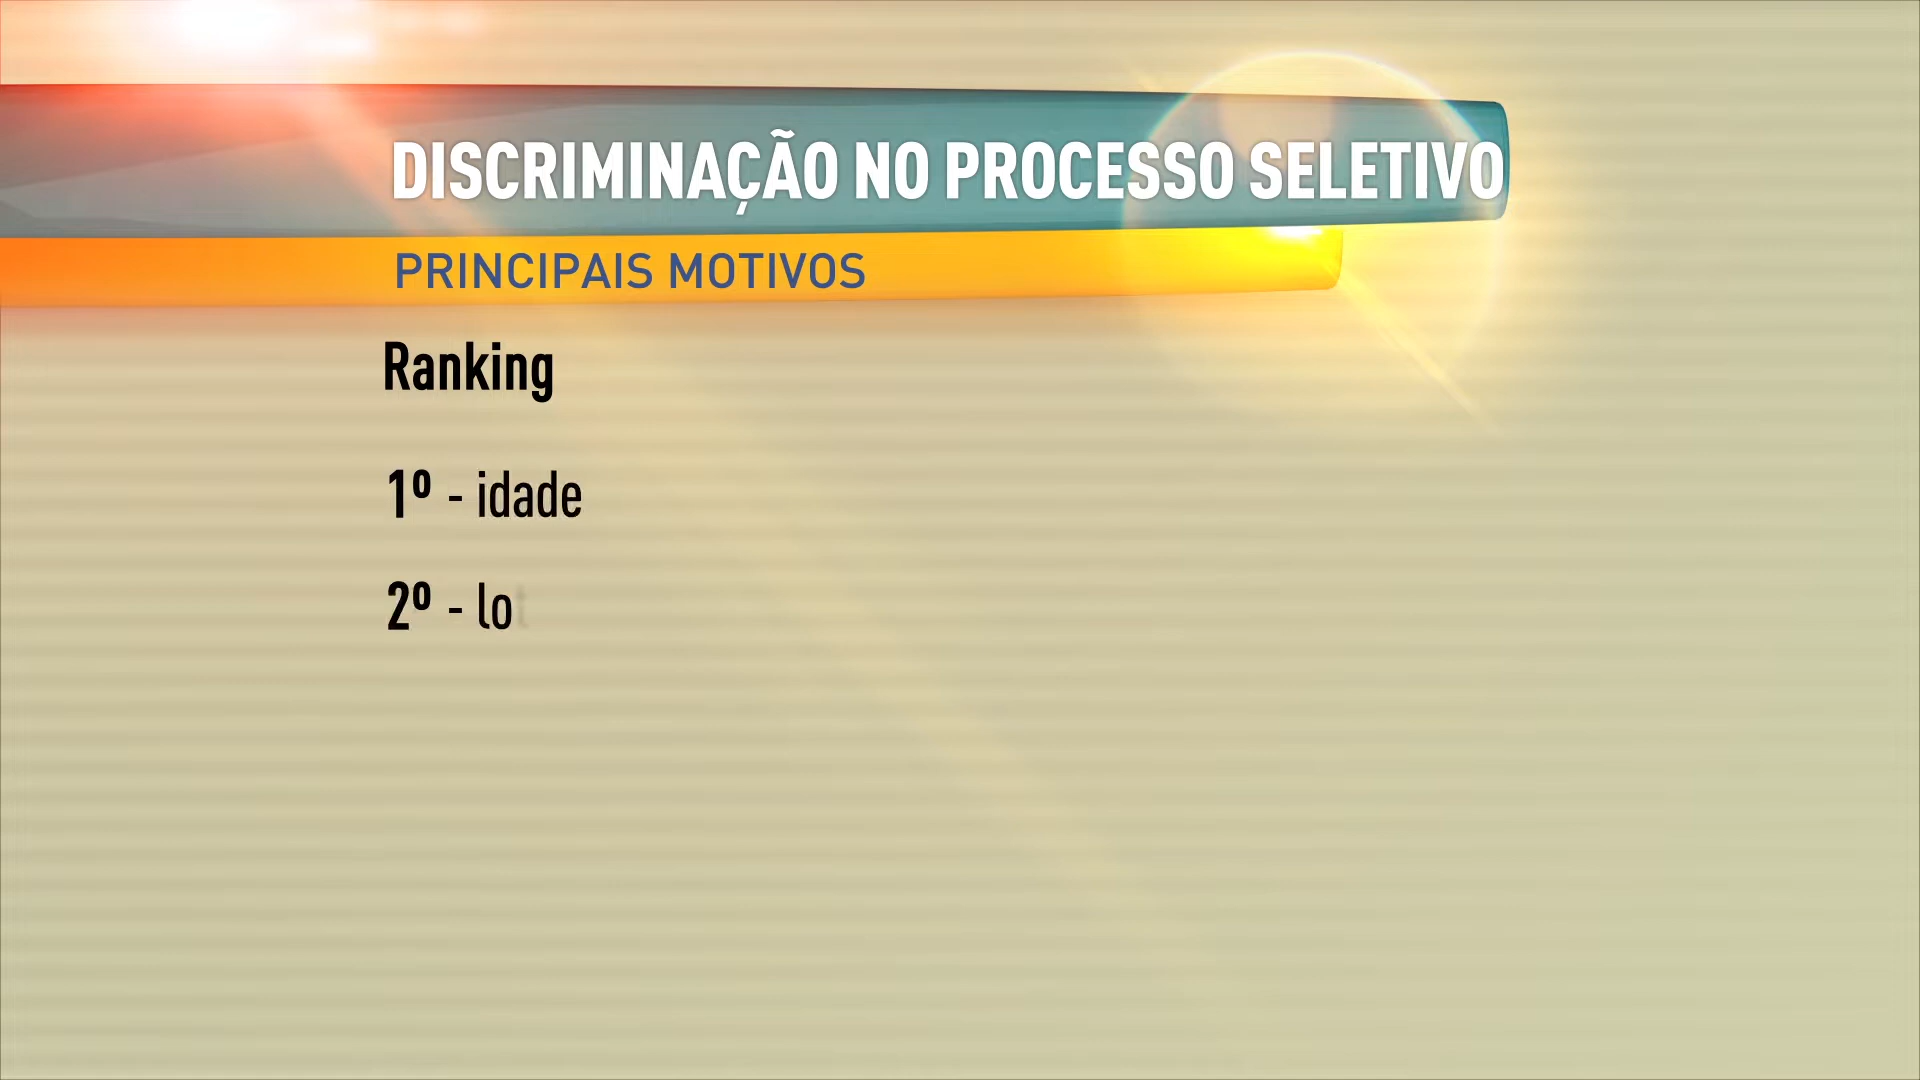 DISCRIMINAÇÃO NO PROCESSO SELETIVO
PRINCIPAIS MOTIVOS
Ranking
1º - idade
2º - lo